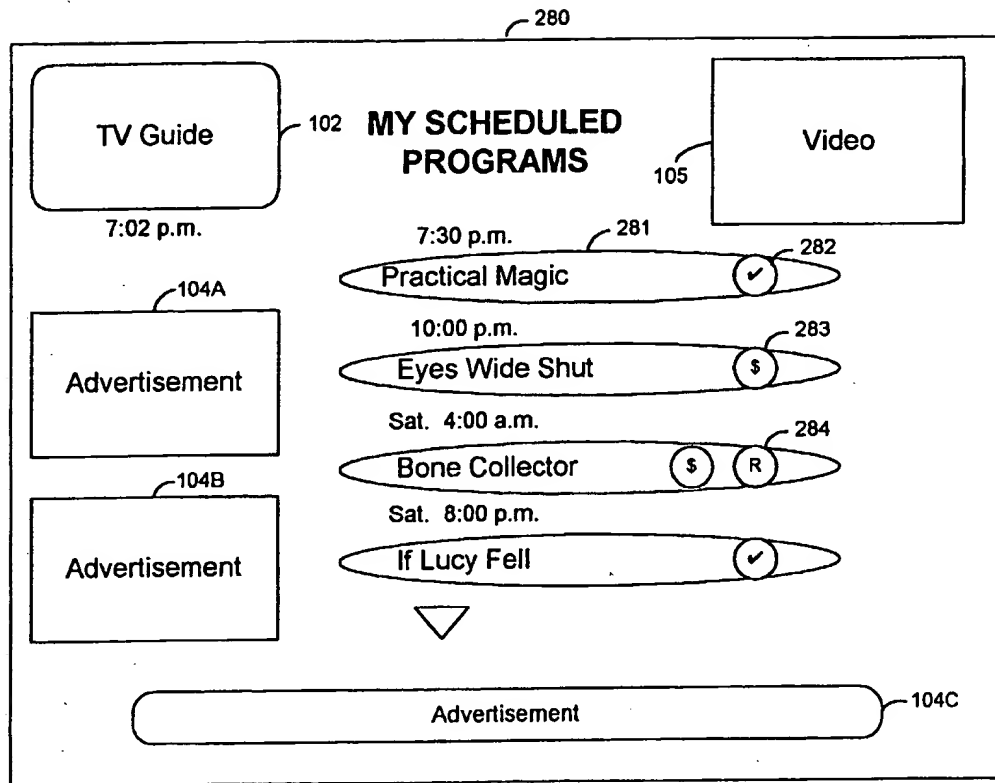 280
TV Guide
102
MY SCHEDULED
PROGRAMS
Video
105
7:02 p.m.
7:30 p.m.
281
Practical Magic
✔
282
104A
Advertisement
10:00 p.m.
283
Eyes Wide Shut
$
Sat. 4:00 a.m.
284
Bone Collector
$
R
104B
Advertisement
Sat. 8:00 p.m.
If Lucy Fell
✔
Advertisement
104C